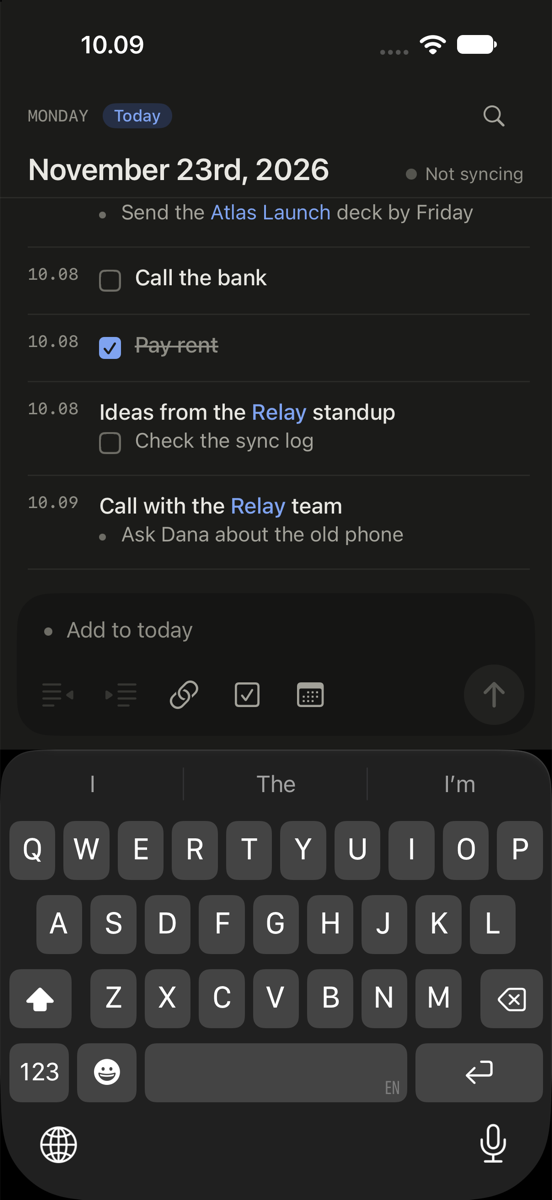 10.09
MONDAY Today
November 23rd, 2026
Not syncing
Send the Atlas Launch deck by Friday
10.08 Call the bank
10.08 Pay rent
10.08 Ideas from the Relay standup
Check the sync log
10.09 Call with the Relay team
Ask Dana about the old phone
Add to today
I The I’m
Q W E R T Y U I O P
A S D F G H J K L
Z X C V B N M
123 EN